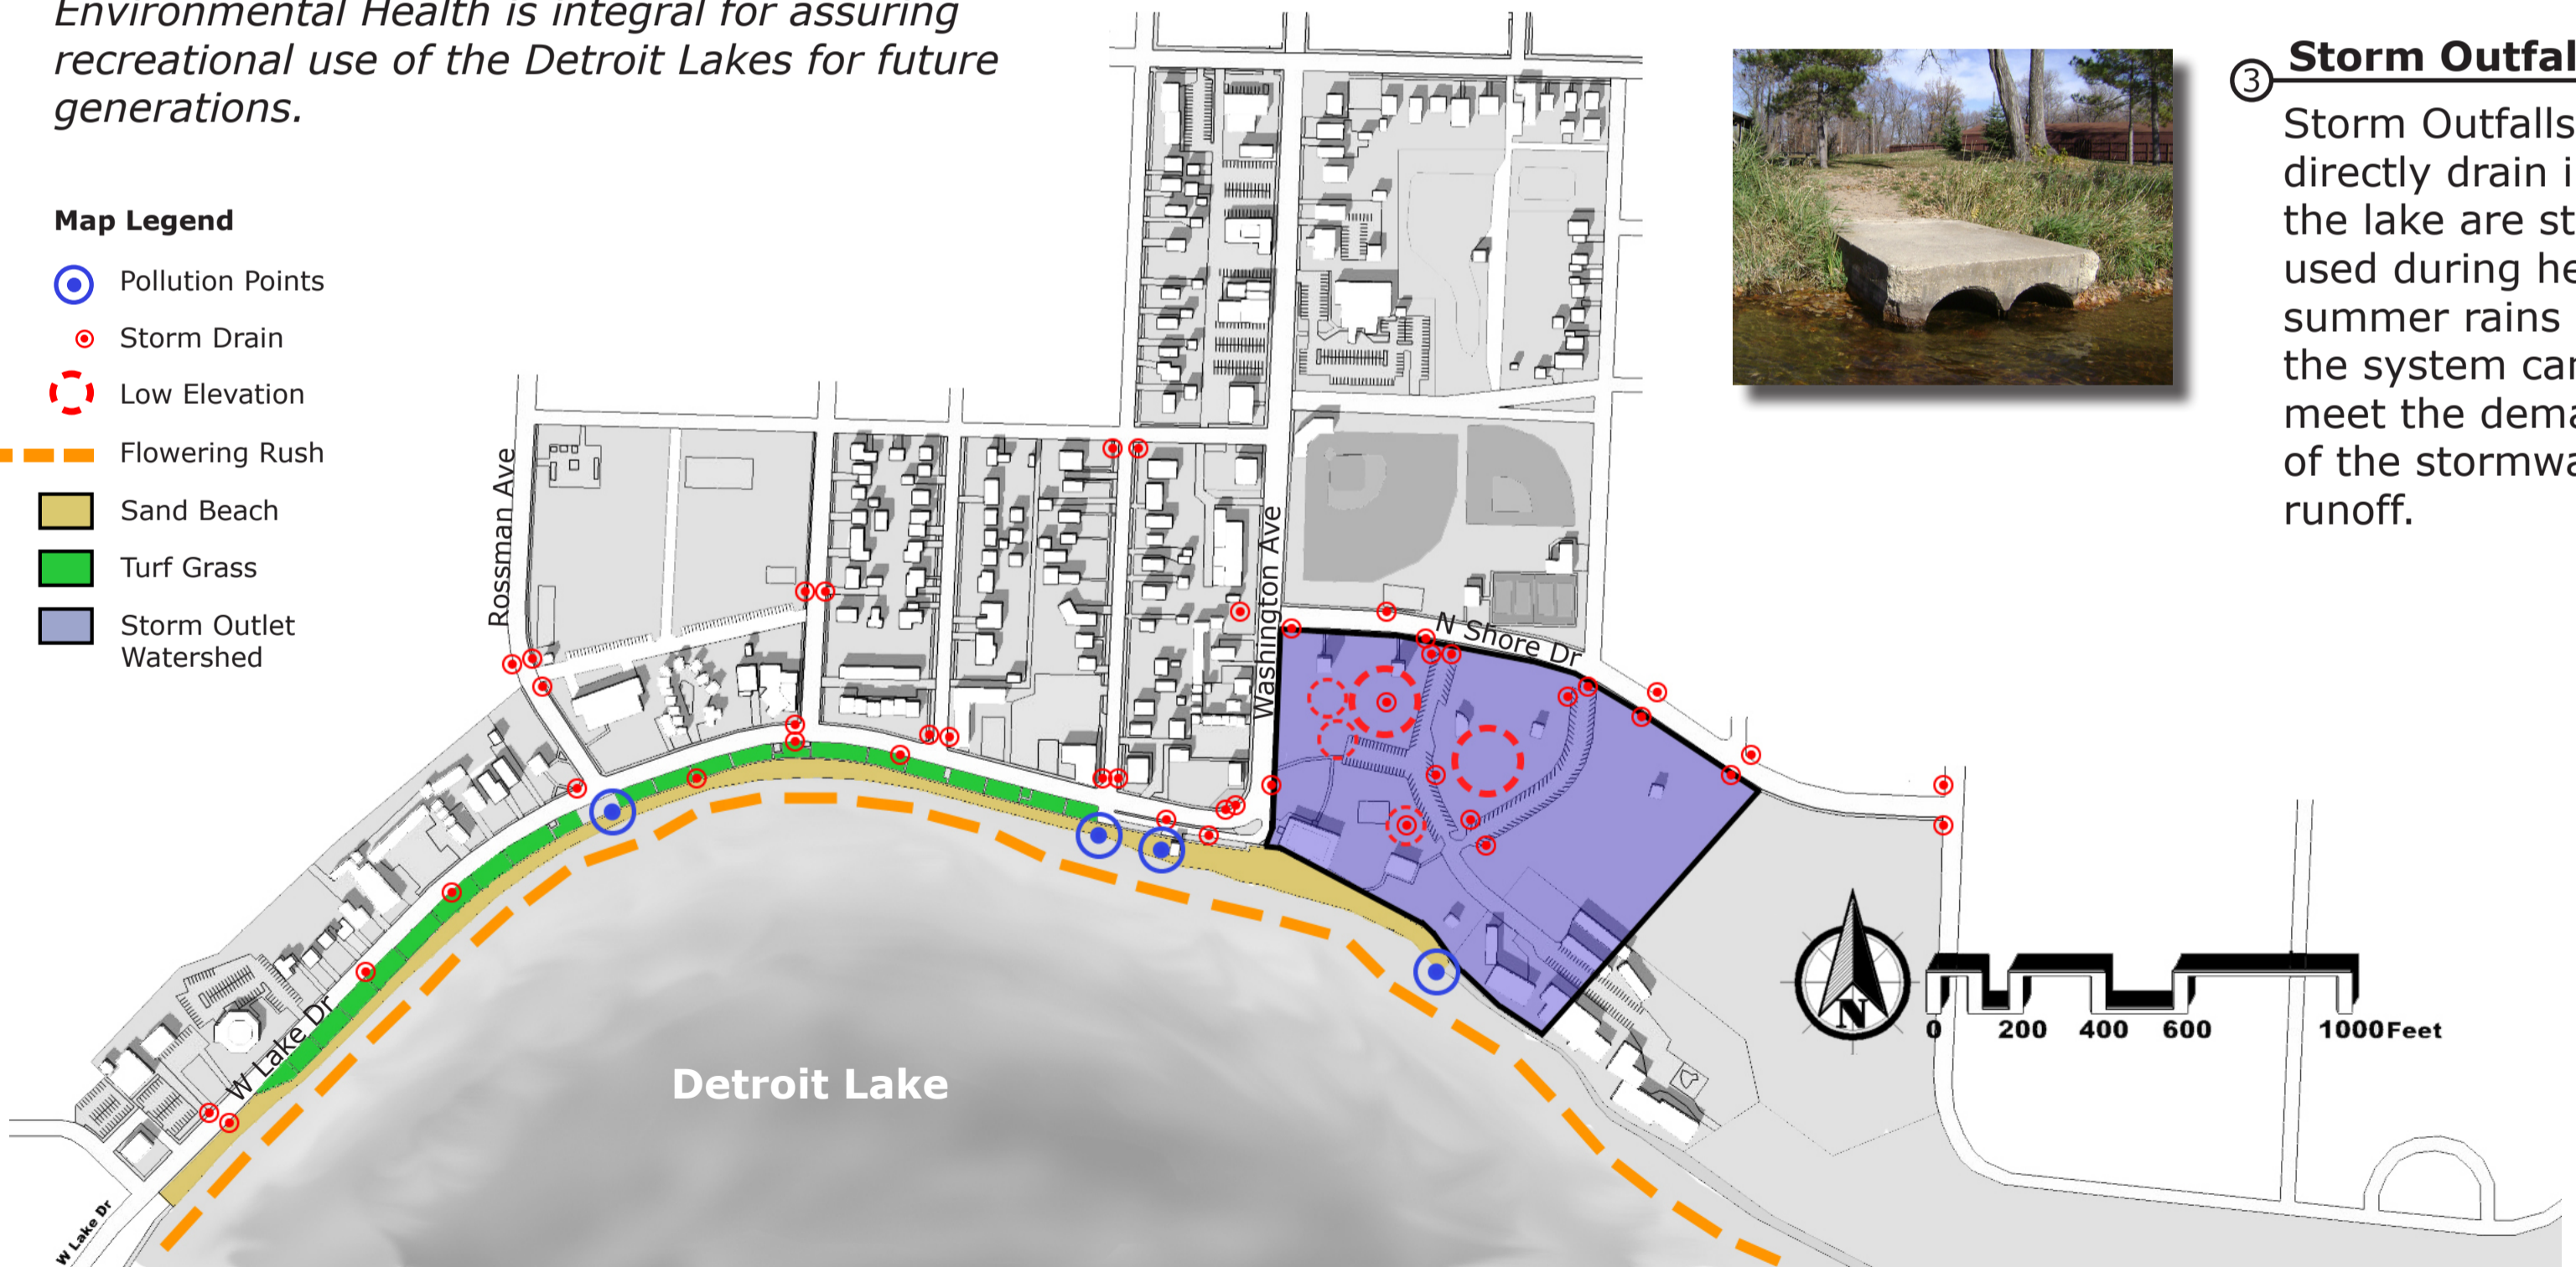 Environmental Health is integral for assuring
recreational use of the Detroit Lakes for future
generations.
Map Legend
Pollution Points
Storm Drain
Low Elevation
Flowering Rush
Sand Beach
Turf Grass
Storm Outlet
Watershed
Rossman Ave
Washington Ave
N Shore Dr
W Lake Dr
W Lake Dr
Detroit Lake
N
0 200 400 600 1000 Feet
3
Storm Outfal
Storm Outfalls
directly drain i
the lake are st
used during he
summer rains
the system car
meet the dema
of the stormwa
runoff.